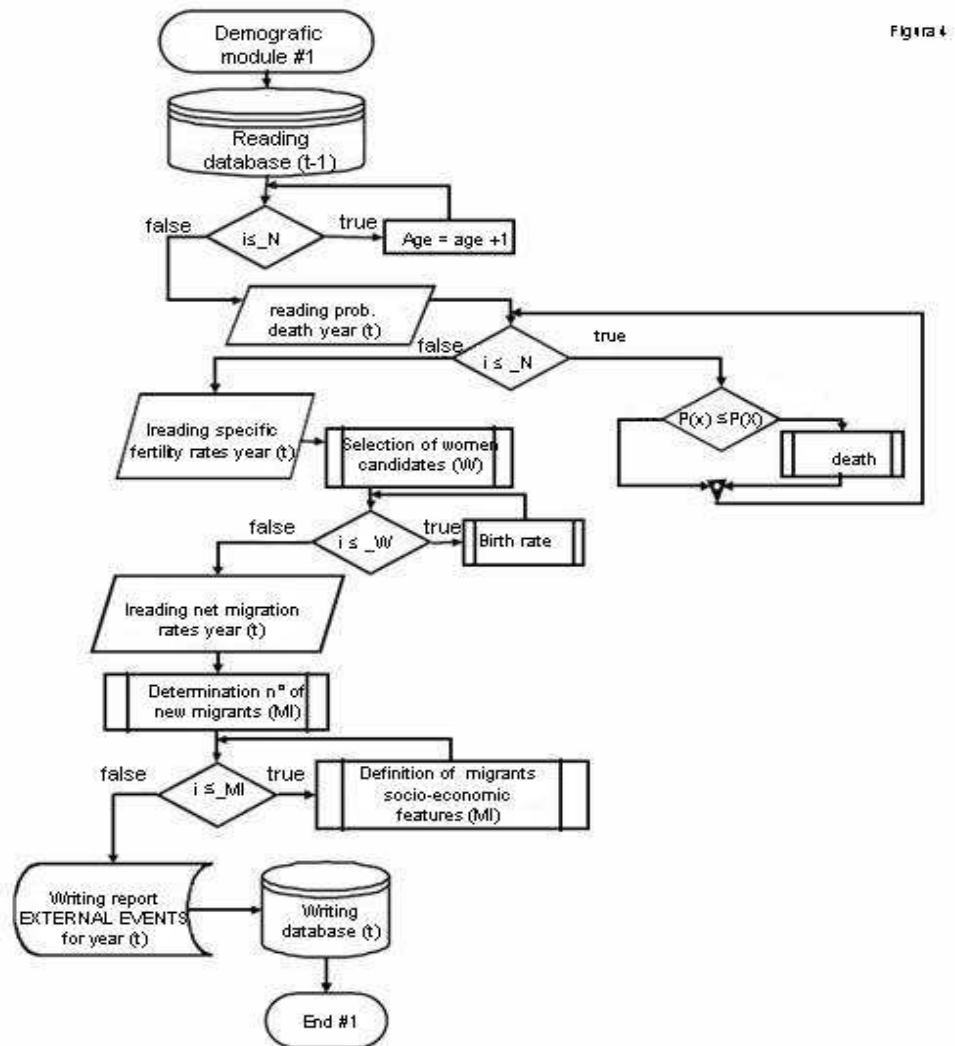 Figura 4
Demografic
module #1
Reading
database (t-1)
false
i≤_N
true
Age = age +1
reading prob.
death year (t)
false
i ≤ _N
true
P(x) ≤P(X)
death
Ireading specific
fertility rates year (t)
Selection of women
candidates (W)
false
i ≤ _W
true
Birth rate
Ireading net migration
rates year (t)
Determination n° of
new migrants (MI)
false
i ≤_MI
true
Definition of migrants
socio-economic
features (MI)
Writing report
EXTERNAL EVENTS
for year (t)
Writing
database (t)
End #1